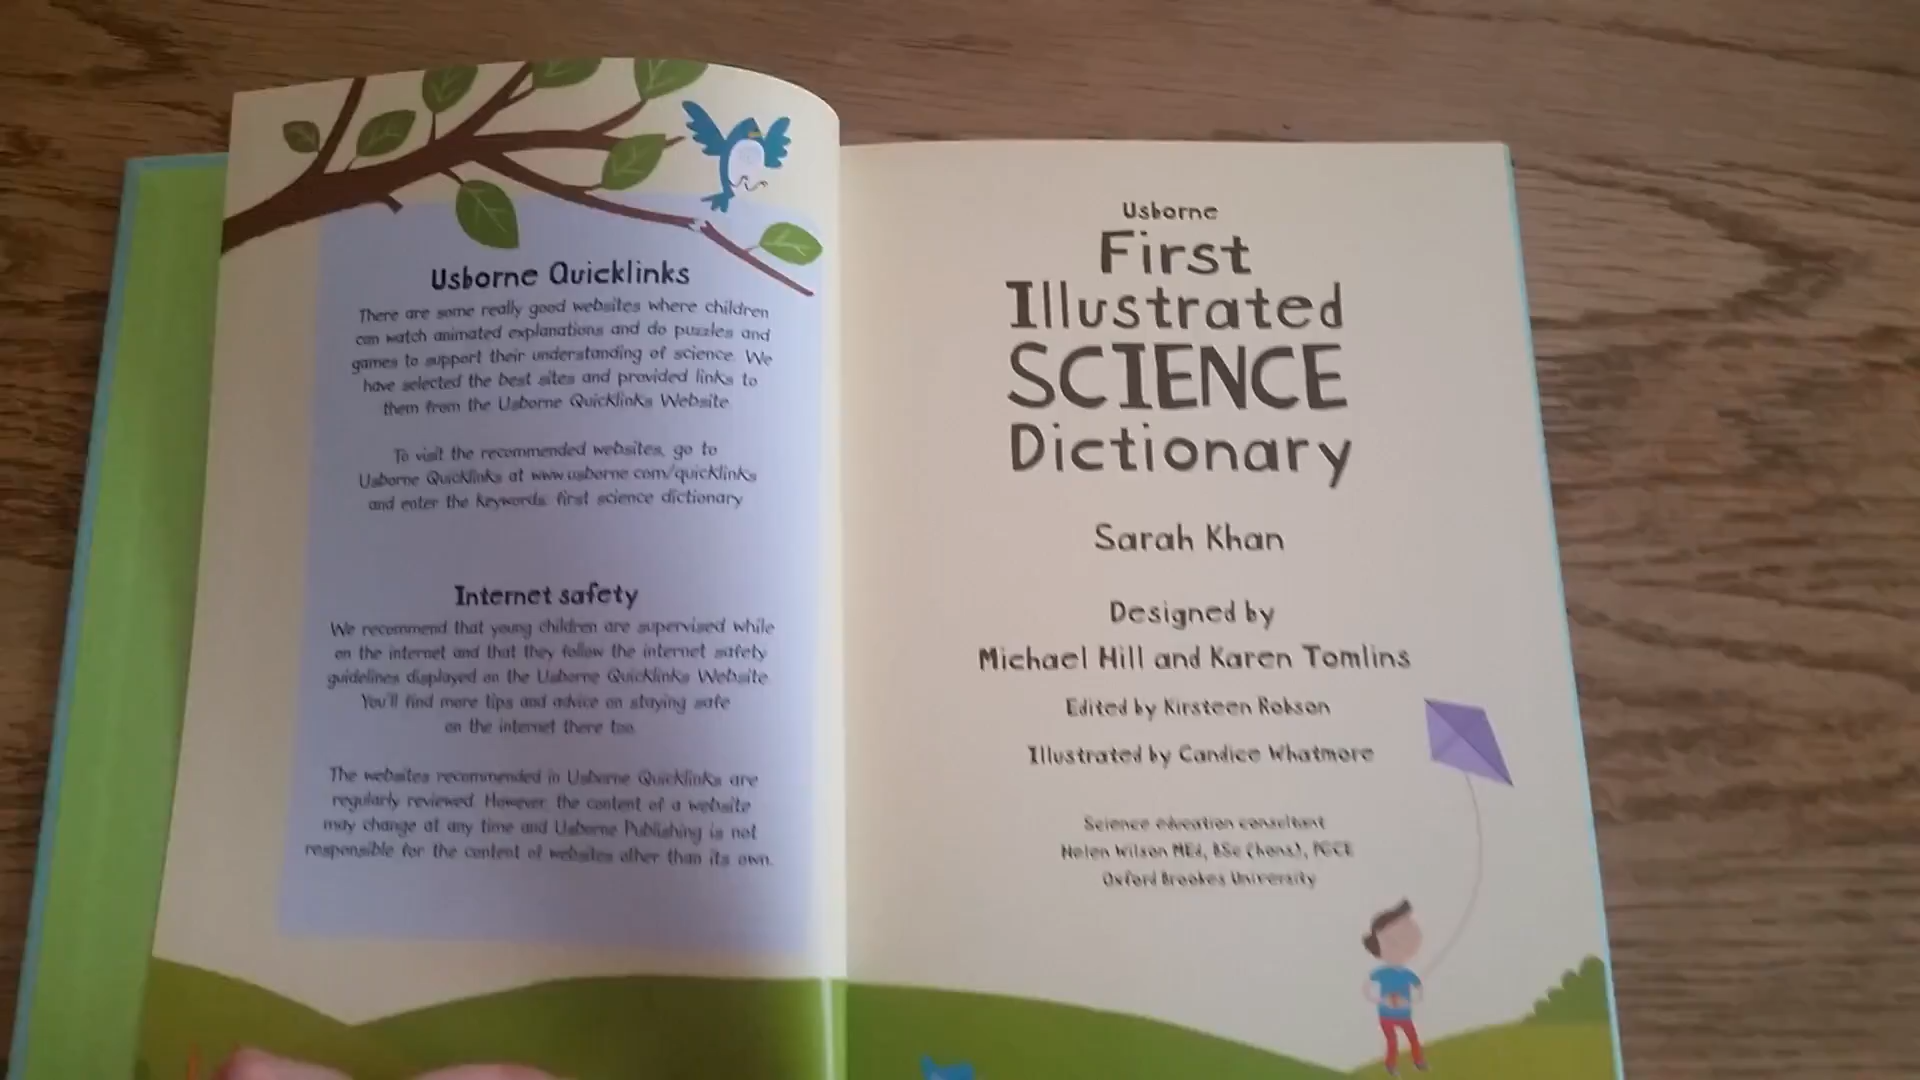 Usborne Quicklinks
There are some really good websites where children
can watch animated explanations and do puzzles and
games to support their understanding of science. We
have selected the best sites and provided links to
them from the Usborne Quicklinks Website.
To visit the recommended websites, go to
Usborne Quicklinks at www.usborne.com/quicklinks
and enter the keywords: first science dictionary
Internet safety
We recommend that young children are supervised while
on the internet and that they follow the internet safety
guidelines displayed on the Usborne Quicklinks Website.
You'll find more tips and advice on staying safe
on the internet there too.
The websites recommended in Usborne Quicklinks are
regularly reviewed. However, the content of a website
may change at any time and Usborne Publishing is not
responsible for the content of websites other than its own.
Usborne
First
Illustrated
SCIENCE
Dictionary
Sarah Khan
Designed by
Michael Hill and Karen Tomlins
Edited by Kirsteen Robson
Illustrated by Candice Whatmore
Science education consultant
Helen Wilson MEd, BSc (hons), PGCE
Oxford Brookes University